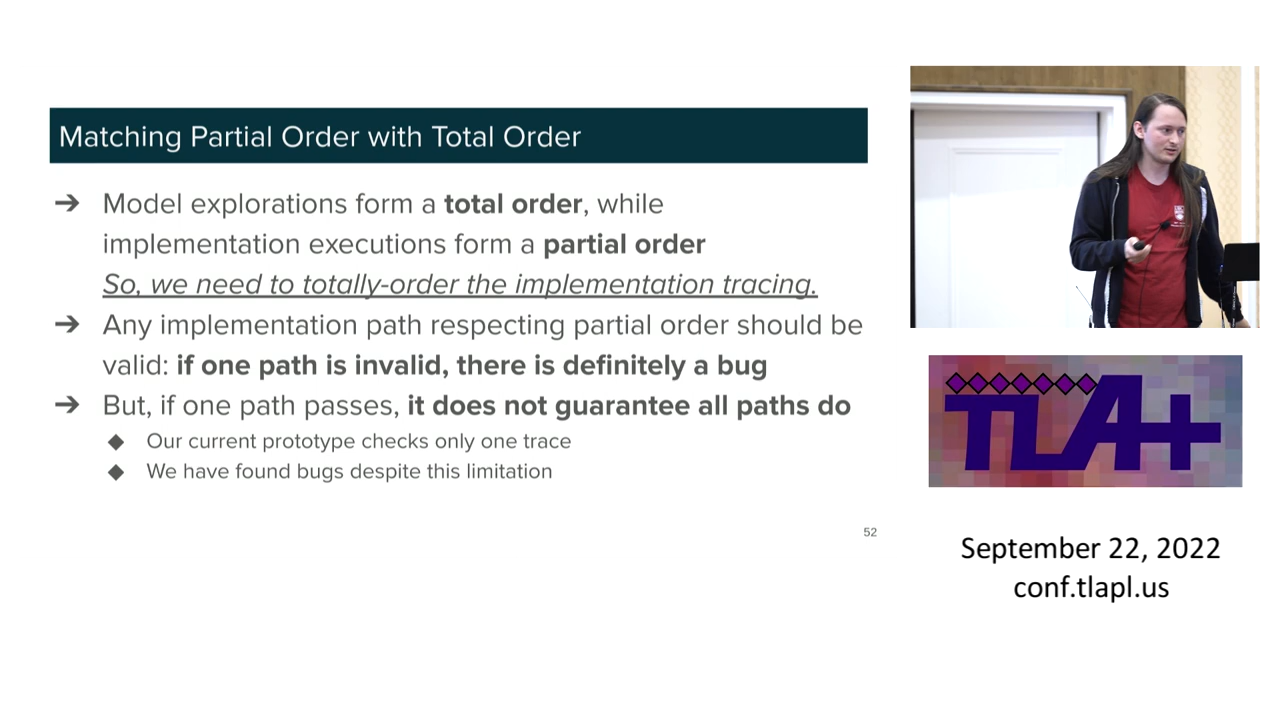 Matching Partial Order with Total Order
➔ Model explorations form a total order, while
implementation executions form a partial order
So, we need to totally-order the implementation tracing.
➔ Any implementation path respecting partial order should be
valid: if one path is invalid, there is definitely a bug
➔ But, if one path passes, it does not guarantee all paths do
◆ Our current prototype checks only one trace
◆ We have found bugs despite this limitation
52
TLA+
September 22, 2022
conf.tlapl.us